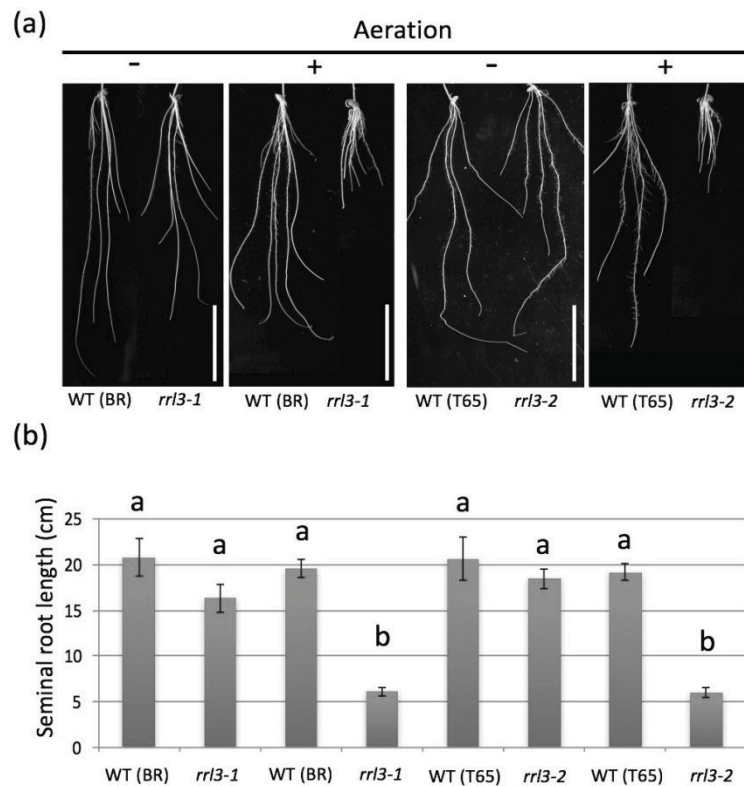 (a)
Aeration
- + - +
WT (BR) rrl3-1 WT (BR) rrl3-1 WT (T65) rrl3-2 WT (T65) rrl3-2
(b)
Seminal root length (cm)
25
20
15
10
5
0
a a a b a a a b
WT (BR) rrl3-1 WT (BR) rrl3-1 WT (T65) rrl3-2 WT (T65) rrl3-2